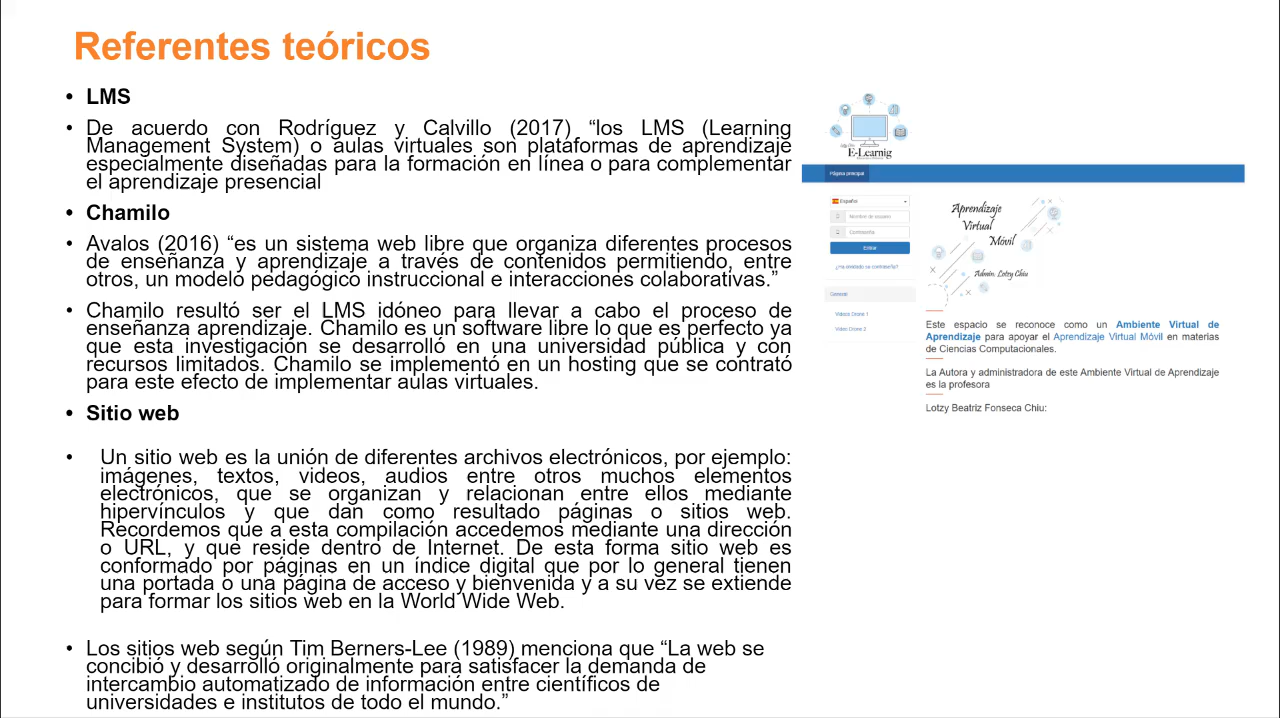 Referentes teóricos
• LMS
• De acuerdo con Rodríguez y Calvillo (2017) “los LMS (Learning
Management System) o aulas virtuales son plataformas de aprendizaje
especialmente diseñadas para la formación en línea o para complementar
el aprendizaje presencial
• Chamilo
• Avalos (2016) “es un sistema web libre que organiza diferentes procesos
de enseñanza y aprendizaje a través de contenidos permitiendo, entre
otros, un modelo pedagógico instruccional e interacciones colaborativas.”
• Chamilo resultó ser el LMS idóneo para llevar a cabo el proceso de
enseñanza aprendizaje. Chamilo es un software libre lo que es perfecto ya
que esta investigación se desarolló en una universidad pública y con
recursos limitados. Chamilo se implementó en un hosting que se contrató
para este efecto de implementar aulas virtuales.
• Sitio web
• Un sitio web es la unión de diferentes archivos electrónicos, por ejemplo:
imágenes, textos, videos, audios entre otros muchos elementos
electrónicos, que se organizan y relacionan entre ellos mediante
hipervínculos y que dan como resultado páginas o sitios web.
Recordemos que a esta compilación accedemos mediante una dirección
o URL, y que reside dentro de Internet. De esta forma sitio web es
conformado por páginas en un índice digital que por lo general tienen
una portada o una página de acceso y bienvenida y a su vez se extiende
para formar los sitios web en la World Wide Web.
• Los sitios web según Tim Berners-Lee (1989) menciona que “La web se
concibió y desarrolló originalmente para satisfacer la demanda de
intercambio automatizado de información entre científicos de
universidades e institutos de todo el mundo.”
E-Learnig
Página principal
Español
Nombre de usuario
Contraseña
Entrar
¿Ha olvidado su contraseña?
General
Videos Drone 1
Video Drone 2
Aprendizaje
Virtual
Móvil
Admin: Lotzy Chiu
Este espacio se reconoce como un Ambiente Virtual de
Aprendizaje para apoyar el Aprendizaje Virtual Móvil en materias
de Ciencias Computacionales.
La Autora y administradora de este Ambiente Virtual de Aprendizaje
es la profesora
Lotzy Beatriz Fonseca Chiu: